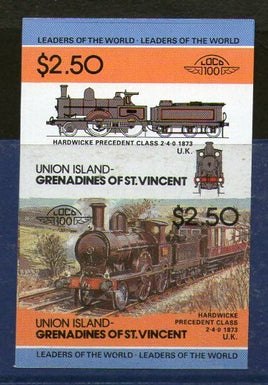 LEADERS OF THE WORLD - LEADERS OF THE WORLD
$2.50
LOCO
100
HARDWICKE PRECEDENT CLASS 2-4-0 1873
U.K.
UNION ISLAND-
GRENADINES OF ST. VINCENT
LOCO
100
$2.50
HARDWICKE
PRECEDENT CLASS
2-4-0 1873
U.K.
UNION ISLAND-
GRENADINES OF ST. VINCENT
LEADERS OF THE WORLD - LEADERS OF THE WORLD